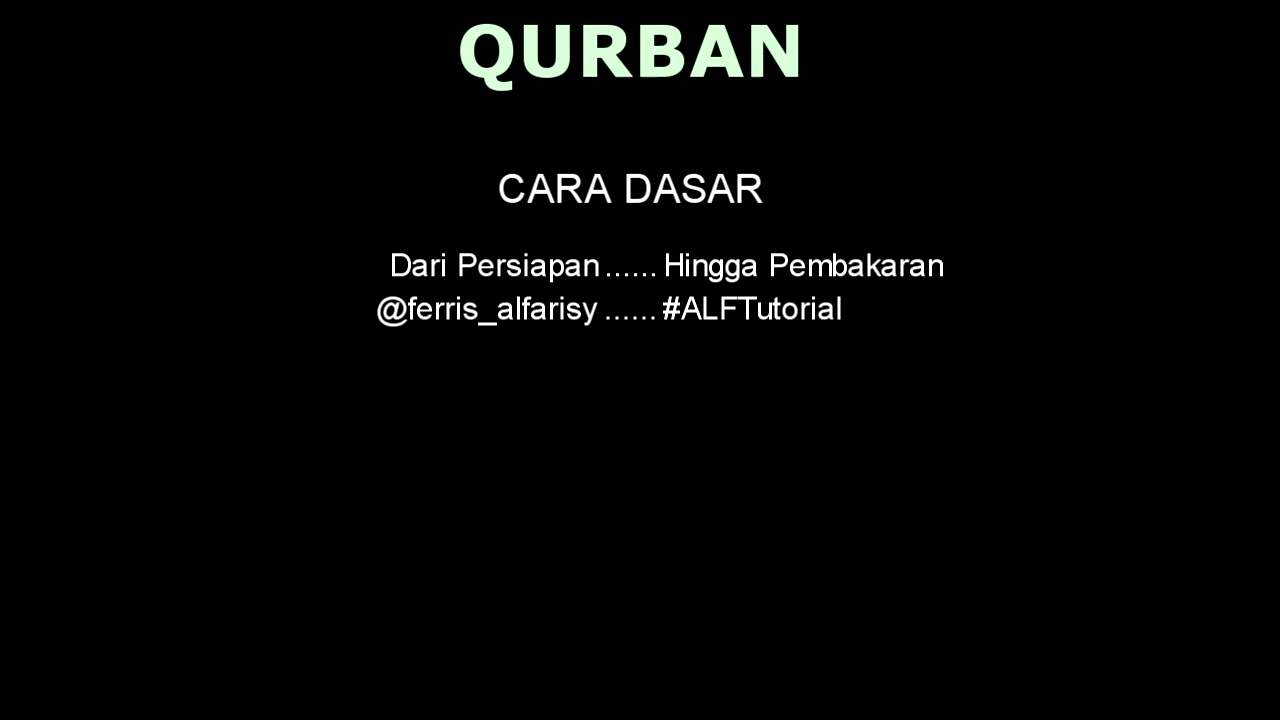 QURBAN
CARA DASAR
Dari Persiapan ...... Hingga Pembakaran
@ferris_alfarisy ...... #ALFTutorial